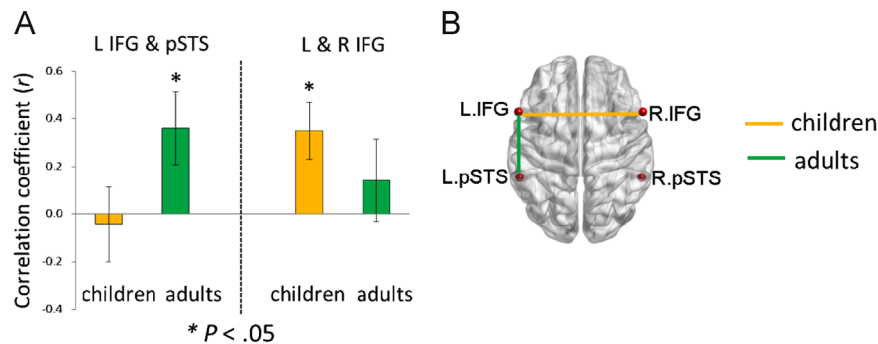 A
L IFG & pSTS
L & R IFG
Correlation coefficient (r)
0.6
0.4
0.2
0.0
-0.2
-0.4
*
*
children adults
children adults
* P < .05
B
L.IFG
R.IFG
L.pSTS
R.pSTS
children
adults